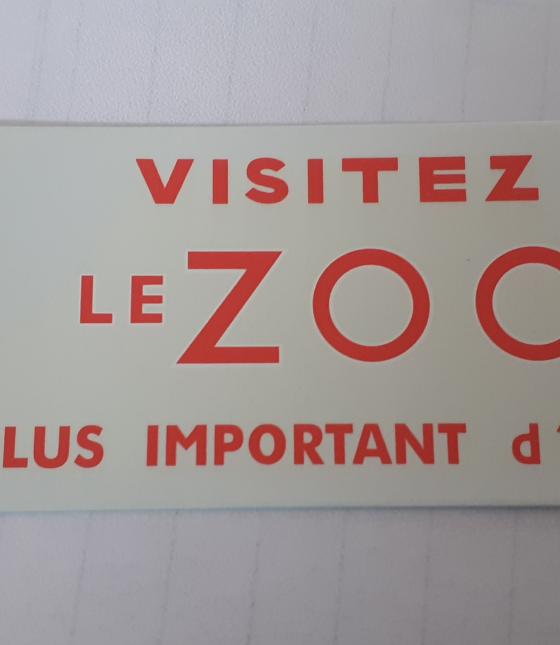 VISITEZ
LE ZOO
LUS IMPORTANT d'